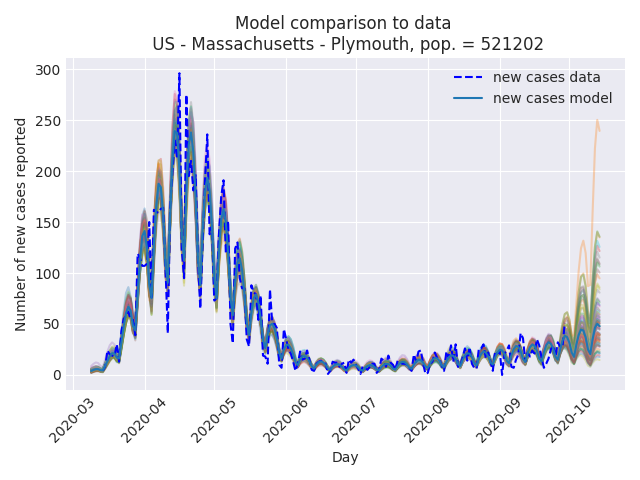 Model comparison to data
US - Massachusetts - Plymouth, pop. = 521202
new cases data
new cases model
Number of new cases reported
300
250
200
150
100
50
0
2020-03
2020-04
2020-05
2020-06
2020-07
2020-08
2020-09
2020-10
Day